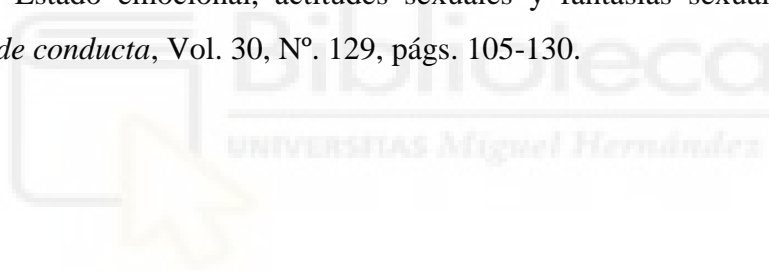 Estado emocional, actitudes sexuales y fantasías sexual
de conducta, Vol. 30, Nº. 129, págs. 105-130.
Biblioteca
UNIVERSITAS Miguel Hernández